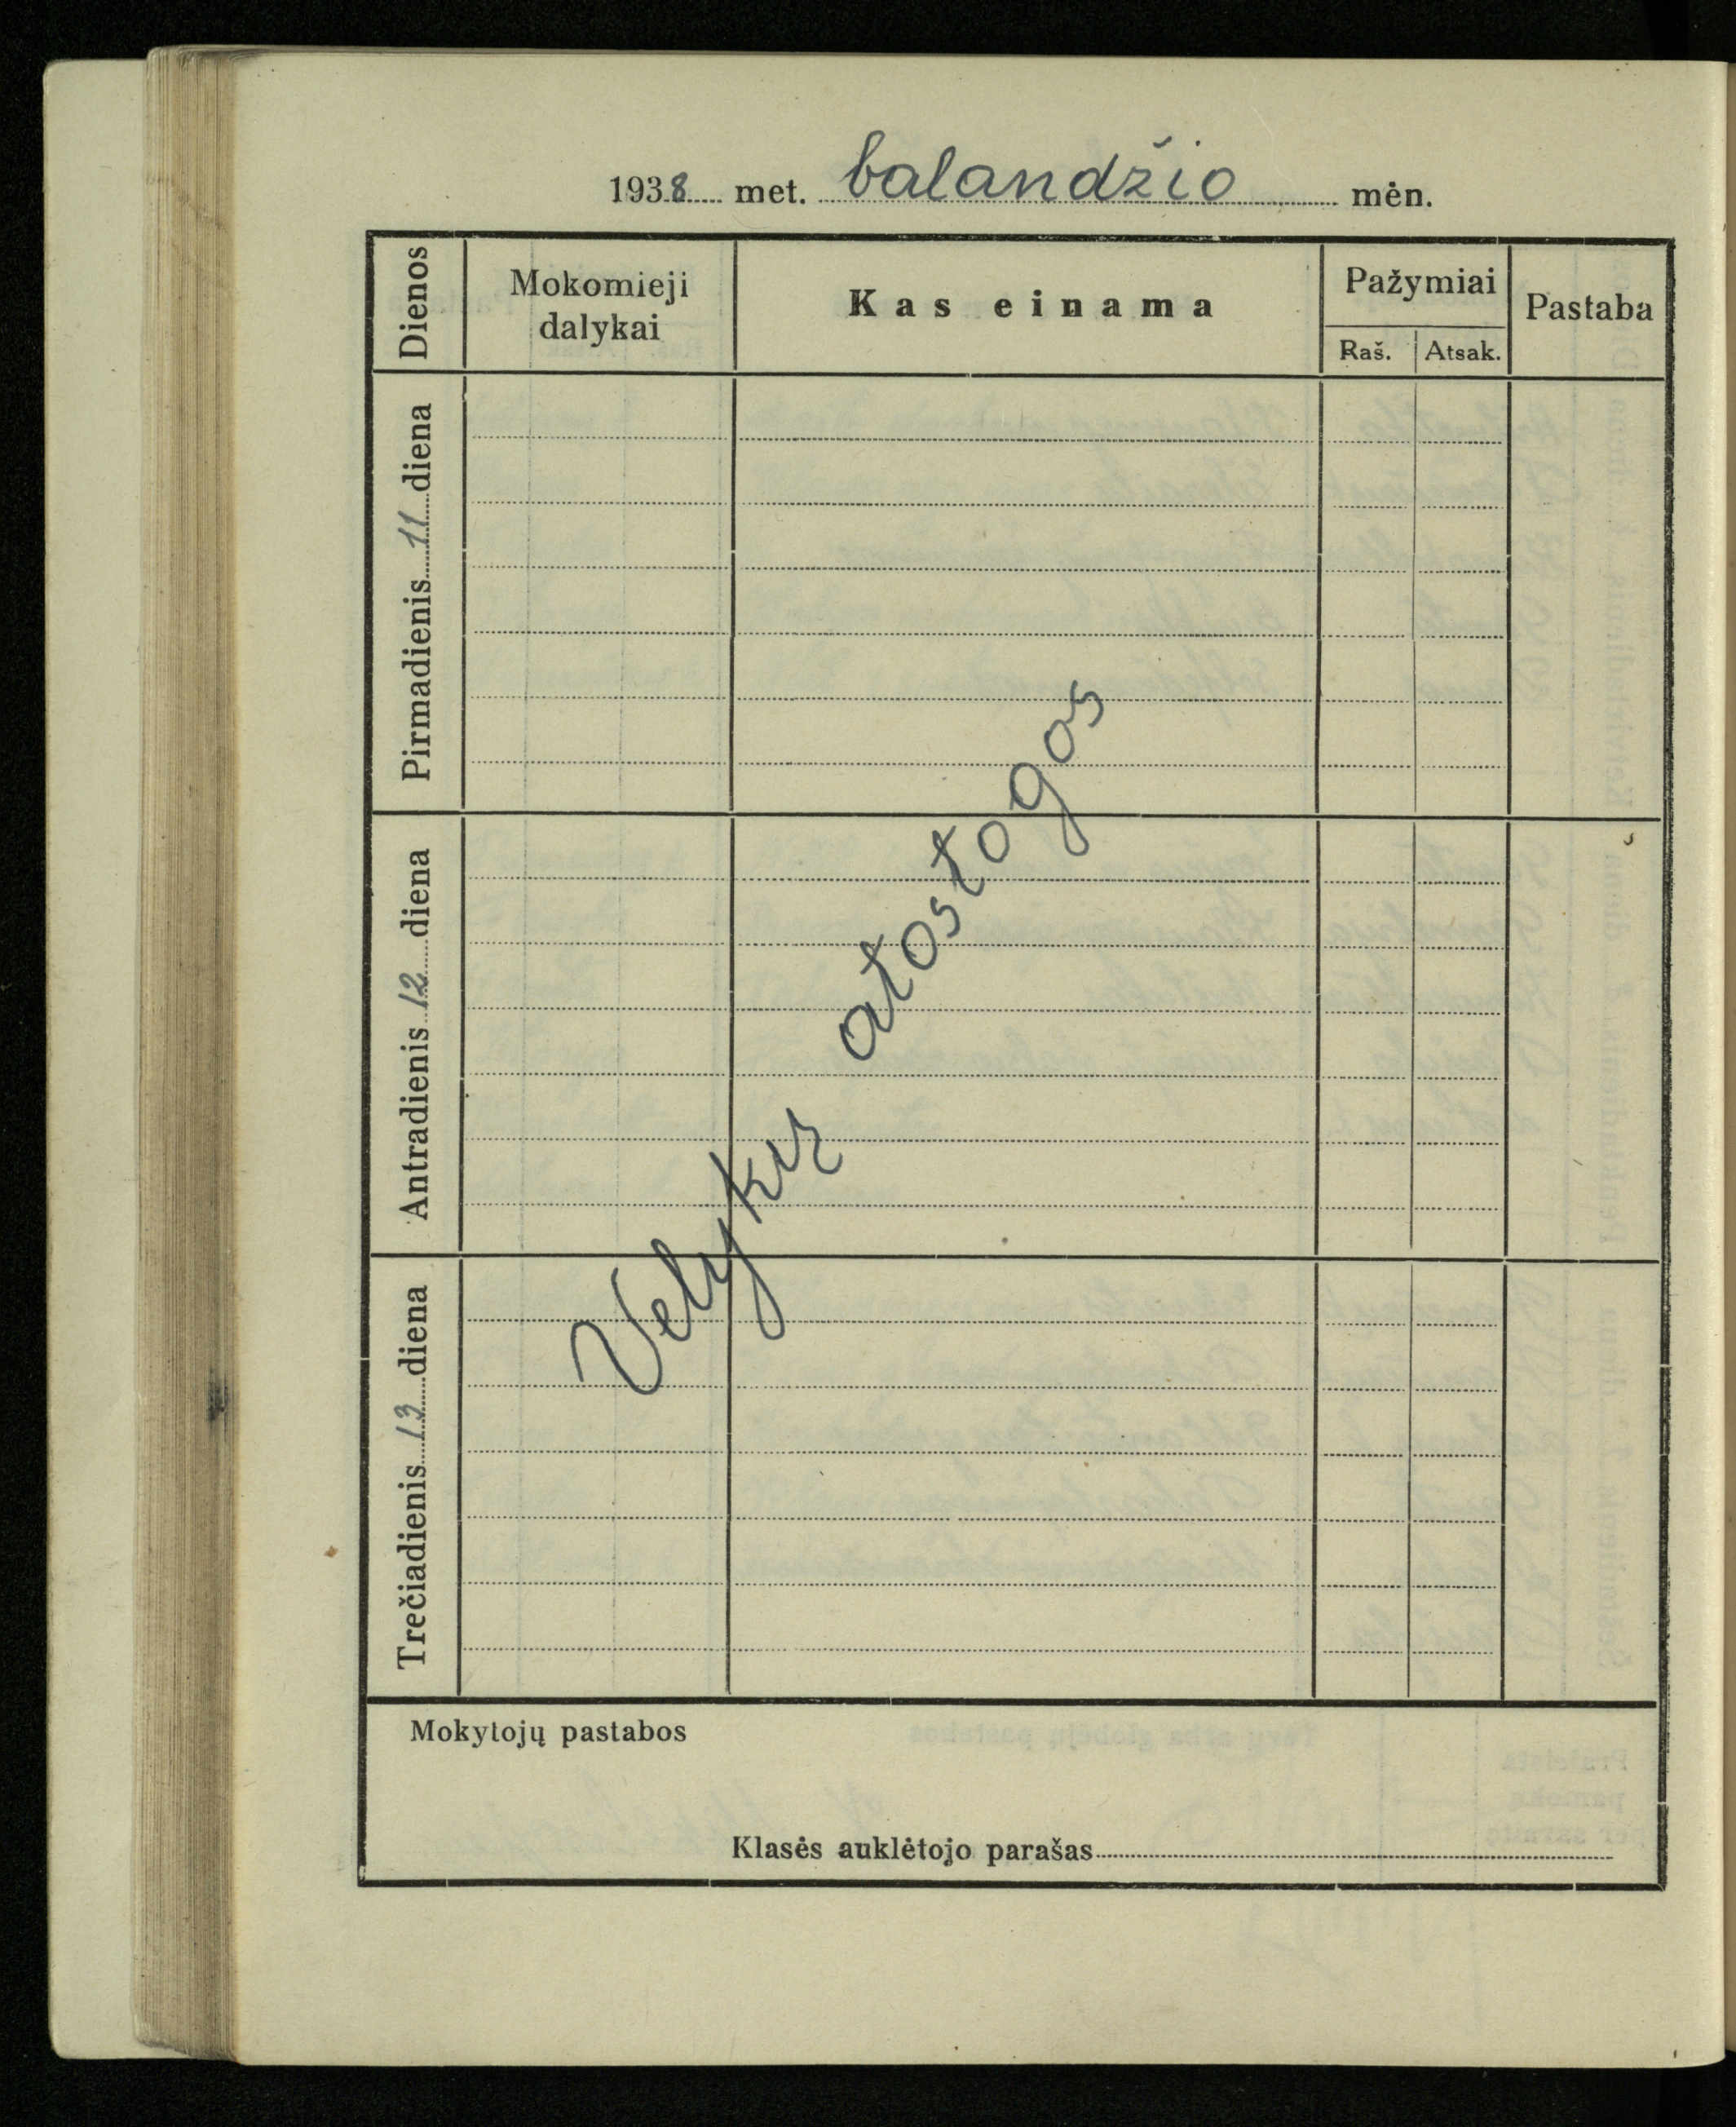 1938 met. balandžio mėn.
Dienos
Mokomieji dalykai
Kas einama
Pažymiai
Raš. Atsak.
Pastaba
Pirmadienis 11 diena
Antradienis 12 diena
Trečiadienis 13 diena
Velykų atostogos
Mokytojų pastabos
Klasės auklėtojo parašas